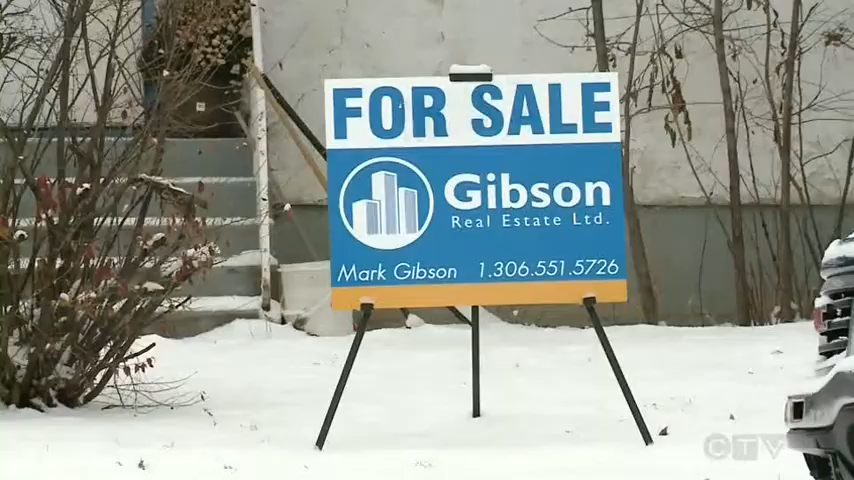 FOR SALE
Gibson
Real Estate Ltd.
Mark Gibson 1.306.551.5726
CTV